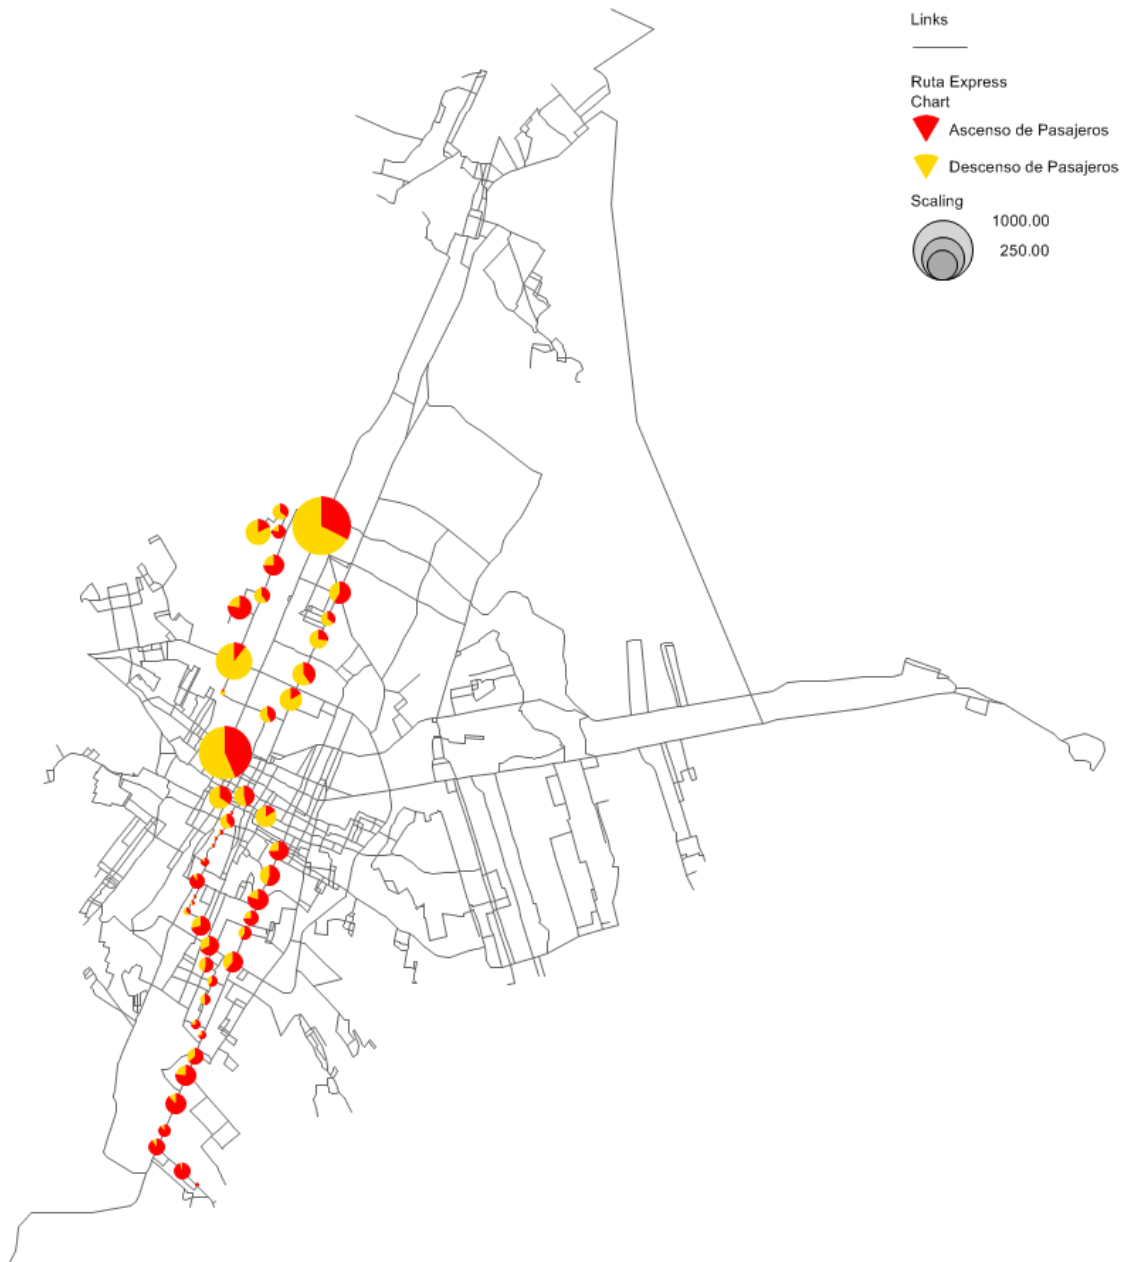 Links
Ruta Express
Chart
Ascenso de Pasajeros
Descenso de Pasajeros
Scaling
1000.00
250.00